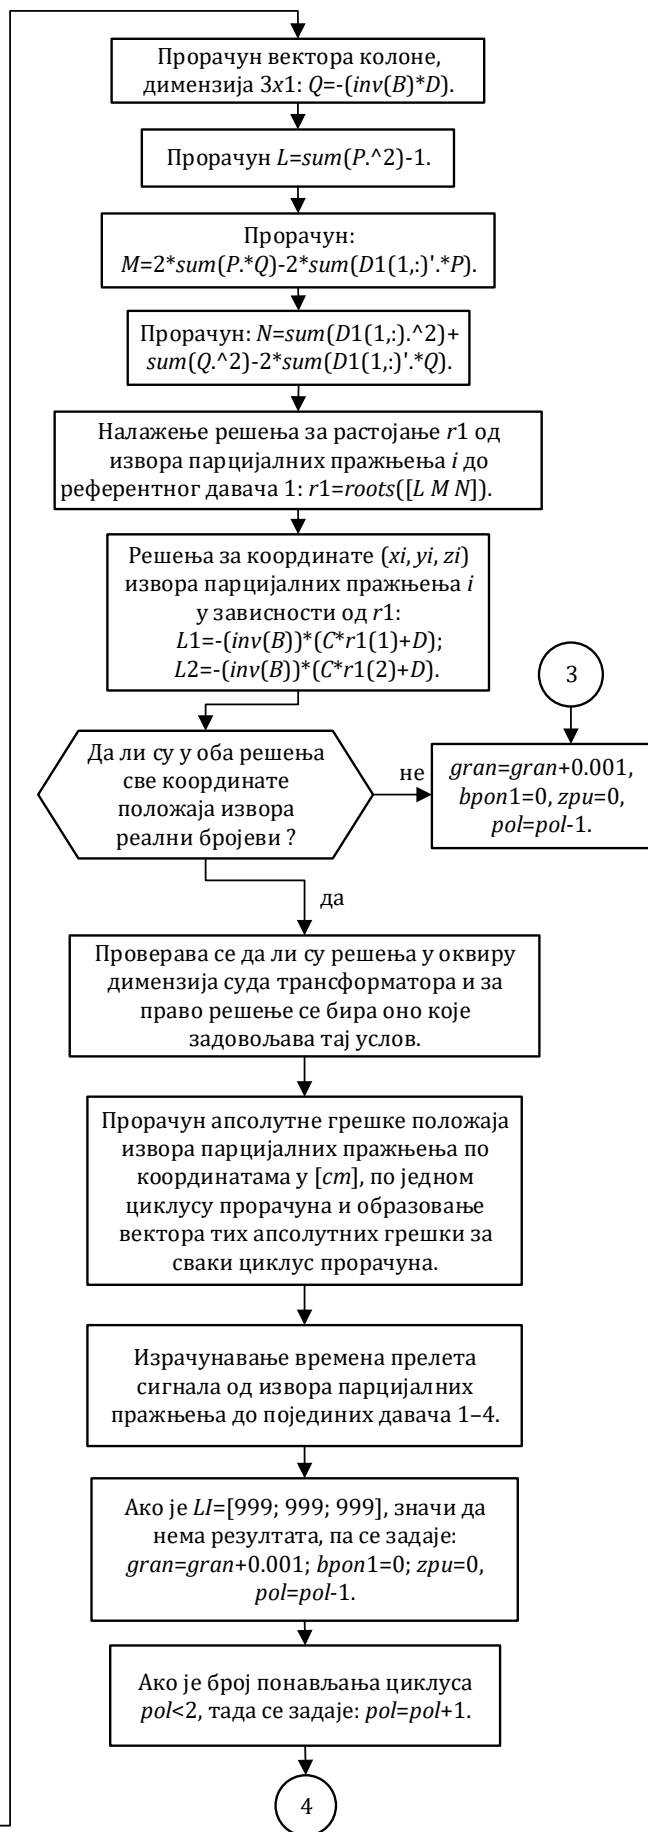 Прорачун вектора колоне,
димензија 3x1: Q=-(inv(B)*D).
Прорачун L=sum(P.^2)-1.
Прорачун:
M=2*sum(P.*Q)-2*sum(D1(1,:)'.*P).
Прорачун: N=sum(D1(1,:).^2)+
sum(Q.^2)-2*sum(D1(1,:)'.*Q).
Налажење решења за растојање r1 од
извора парцијалних пражњења i до
референтног давача 1: r1=roots([L M N]).
Решења за координате (xi, yi, zi)
извора парцијалних пражњења i
у зависности од r1:
L1=-(inv(B))*(C*r1(1)+D);
L2=-(inv(B))*(C*r1(2)+D).
3
Да ли су у оба решења
све координате
положаја извора
реални бројеви ?
не
gran=gran+0.001,
bpon1=0, zpu=0,
pol=pol-1.
да
Проверава се да ли су решења у оквиру
димензија суда трансформатора и за
право решење се бира оно које
задовољава тај услов.
Прорачун апсолутне грешке положаја
извора парцијалних пражњења по
координатама у [cm], по једном
циклусу прорачуна и образовање
вектора тих апсолутних грешки за
сваки циклус прорачуна.
Израчунавање времена прелета
сигнала од извора парцијалних
пражњења до појединих давача 1–4.
Ако је LI=[999; 999; 999], значи да
нема резултата, па се задаје:
gran=gran+0.001; bpon1=0; zpu=0,
pol=pol-1.
Ако је број понављања циклуса
pol<2, тада се задаје: pol=pol+1.
4